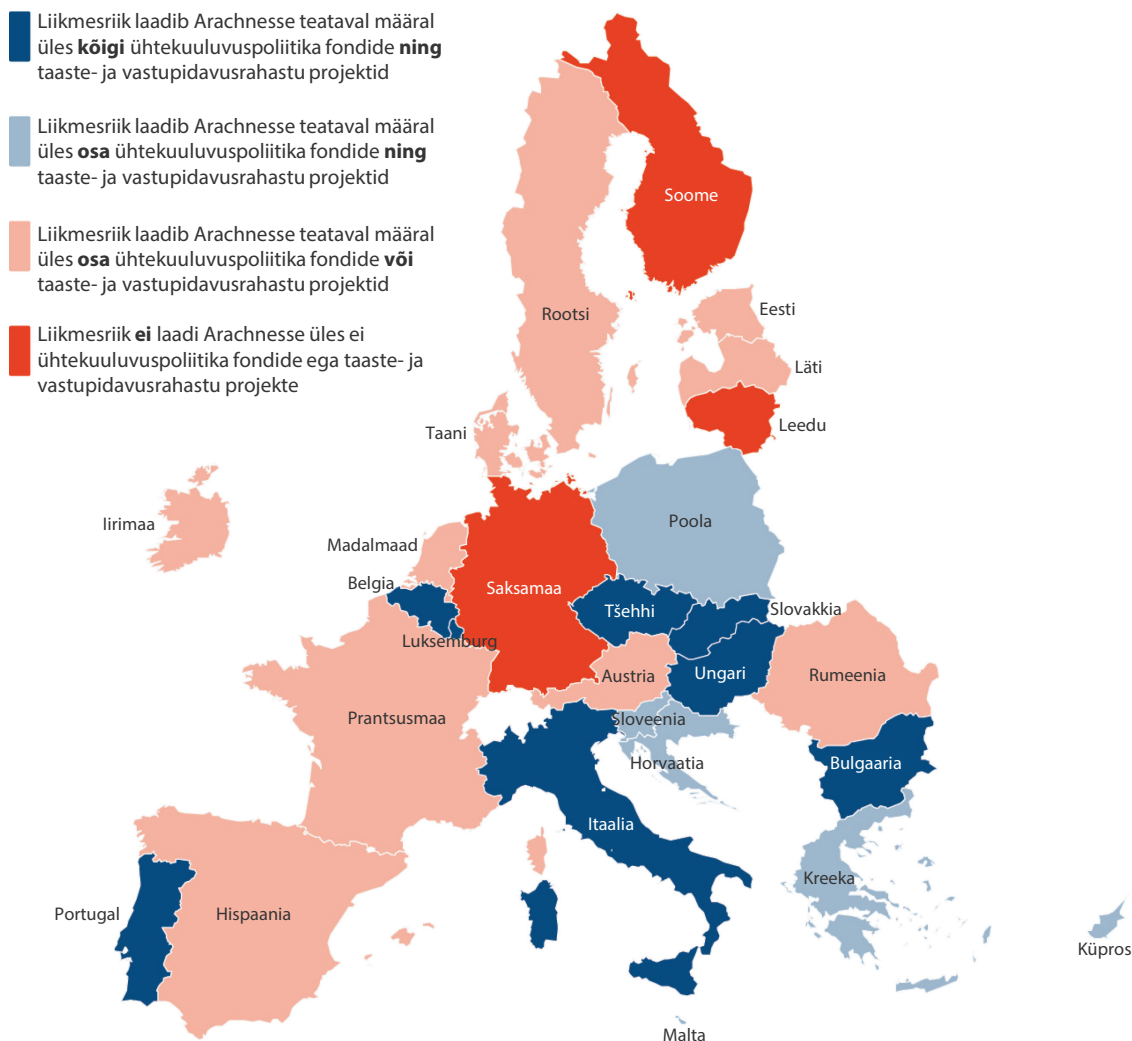 Liikmesriik laadib Arachnesse teataval määral
üles kõigi ühtekuuluvuspoliitika fondide ning
taaste- ja vastupidavusrahastu projektid
Liikmesriik laadib Arachnesse teataval määral
üles osa ühtekuuluvuspoliitika fondide ning
taaste- ja vastupidavusrahastu projektid
Liikmesriik laadib Arachnesse teataval määral
üles osa ühtekuuluvuspoliitika fondide või
taaste- ja vastupidavusrahastu projektid
Liikmesriik ei laadi Arachnesse üles ei
ühtekuuluvuspoliitika fondide ega taaste- ja
vastupidavusrahastu projekte
Soome
Rootsi
Eesti
Läti
Leedu
Taani
Iirimaa
Madalmaad
Poola
Belgia
Saksamaa
Tšehhi
Slovakkia
Luksemburg
Austria
Ungari
Rumeenia
Prantsusmaa
Sloveenia
Horvaatia
Bulgaaria
Itaalia
Kreeka
Portugal
Hispaania
Küpros
Malta